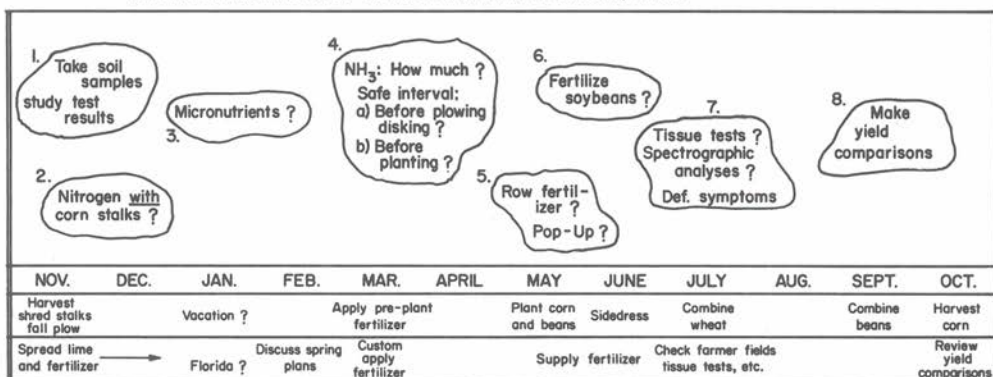 1.
Take soil
samples
study test
results
2.
Nitrogen with
corn stalks ?
Micronutrients ?
3.
4.
NH₃: How much ?
Safe interval:
a) Before plowing
disking ?
b) Before
planting ?
5.
Row fertil-
izer ?
Pop-Up ?
6.
Fertilize
soybeans ?
7.
Tissue tests ?
Spectrographic
analyses ?
Def. symptoms
8.
Make
yield
comparisons
NOV. DEC. JAN. FEB. MAR. APRIL MAY JUNE JULY AUG. SEPT. OCT.
Harvest
shred stalks
fall plow
Vacation ?
Apply pre-plant
fertilizer
Plant corn
and beans
Sidedress
Combine
wheat
Combine
beans
Harvest
corn
Spread lime
and fertilizer
Florida ?
Discuss spring
plans
Custom
apply
fertilizer
Supply fertilizer
Check farmer fields
tissue tests, etc.
Review
yield
comparisons